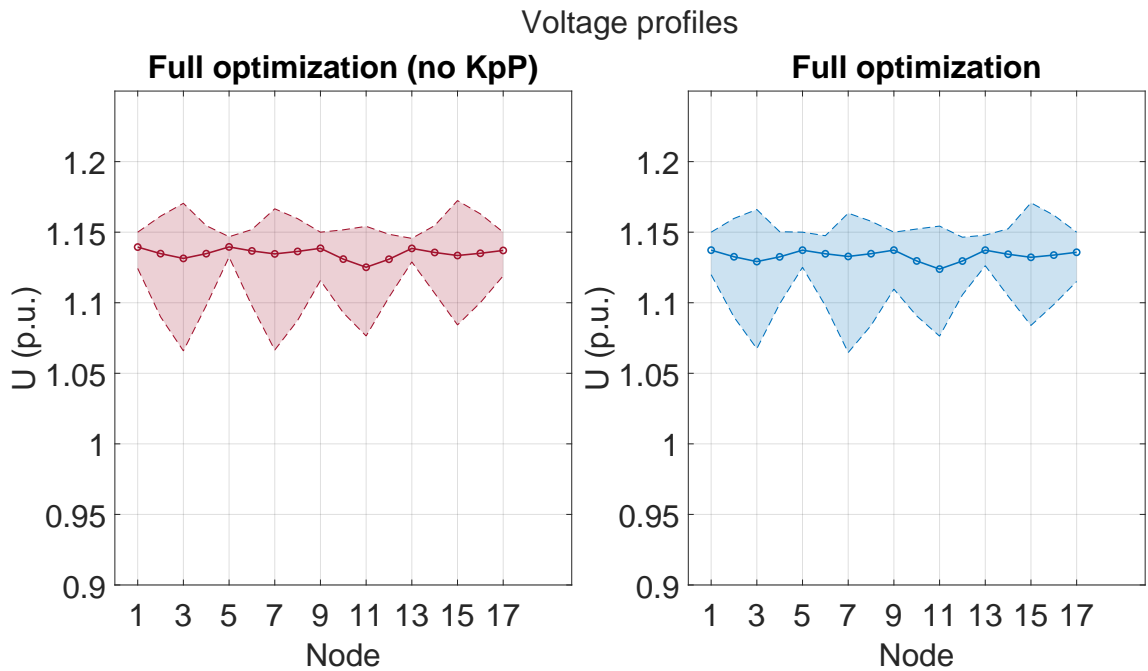 Voltage profiles
Full optimization (no KpP)
1.2
1.15
1.1
1.05
1
0.95
0.9
U (p.u.)
1 3 5 7 9 11 13 15 17
Node
Full optimization
1.2
1.15
1.1
1.05
1
0.95
0.9
U (p.u.)
1 3 5 7 9 11 13 15 17
Node